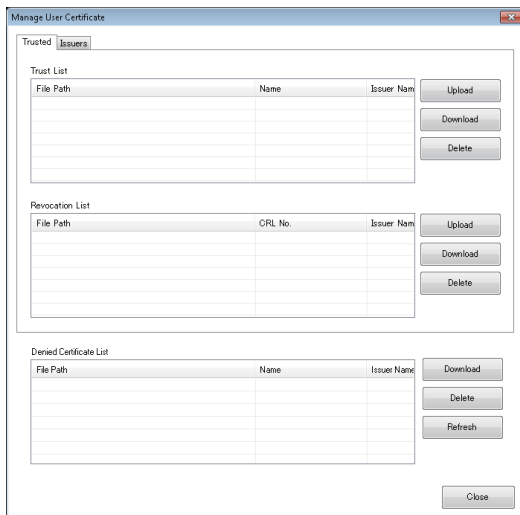 Manage User Certificate
Trusted Issuers
Trust List
File Path Name Issuer Nam
Upload
Download
Delete
Revocation List
File Path CRL No. Issuer Nam
Upload
Download
Delete
Denied Certificate List
File Path Name Issuer Name
Download
Delete
Refresh
Close